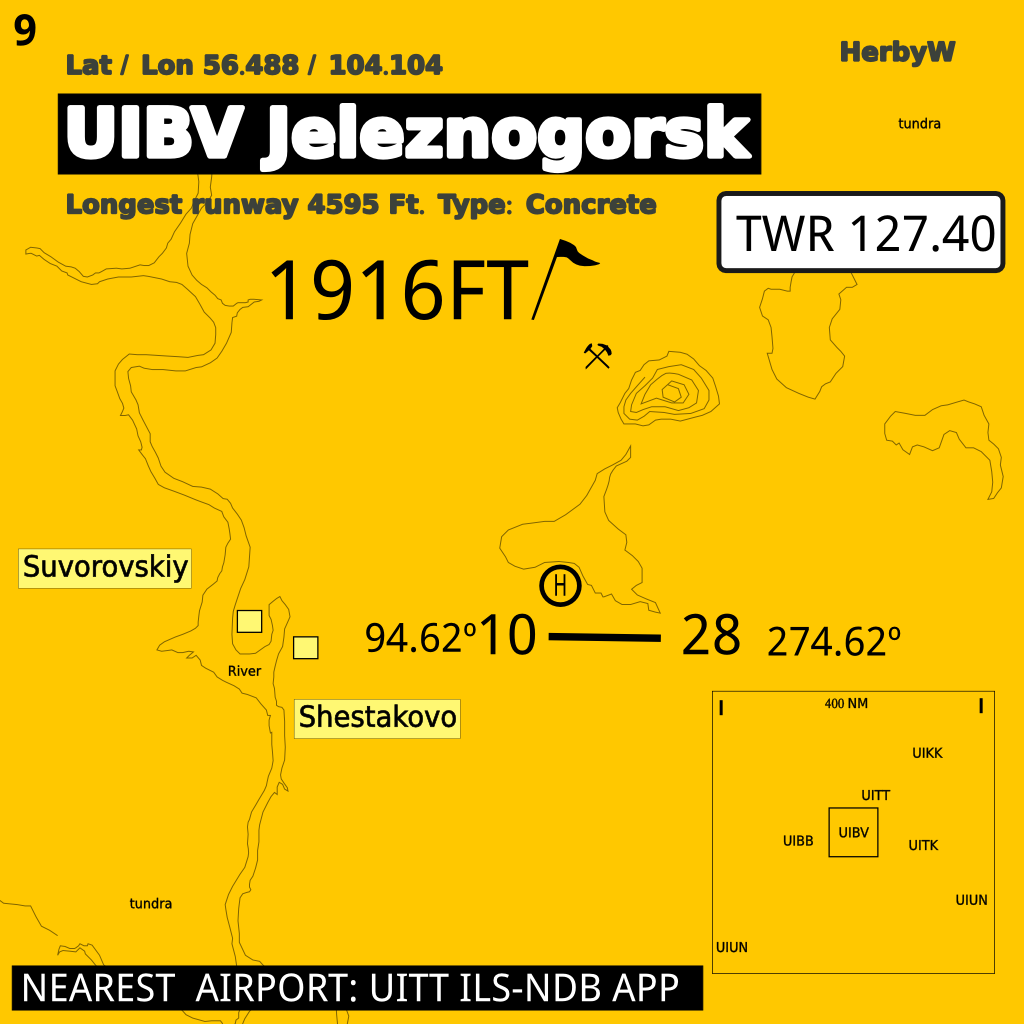 9
Lat / Lon 56.488 / 104.104
HerbyW
UIBV Jeleznogorsk
tundra
Longest runway 4595 Ft. Type: Concrete
TWR 127.40
1916FT
Suvorovskiy
H
94.62º 10 28 274.62º
River
Shestakovo
400 NM
UIKK
UITT
UIBV
UIBB
UITK
UIUN
tundra
UIUN
NEAREST AIRPORT: UITT ILS-NDB APP